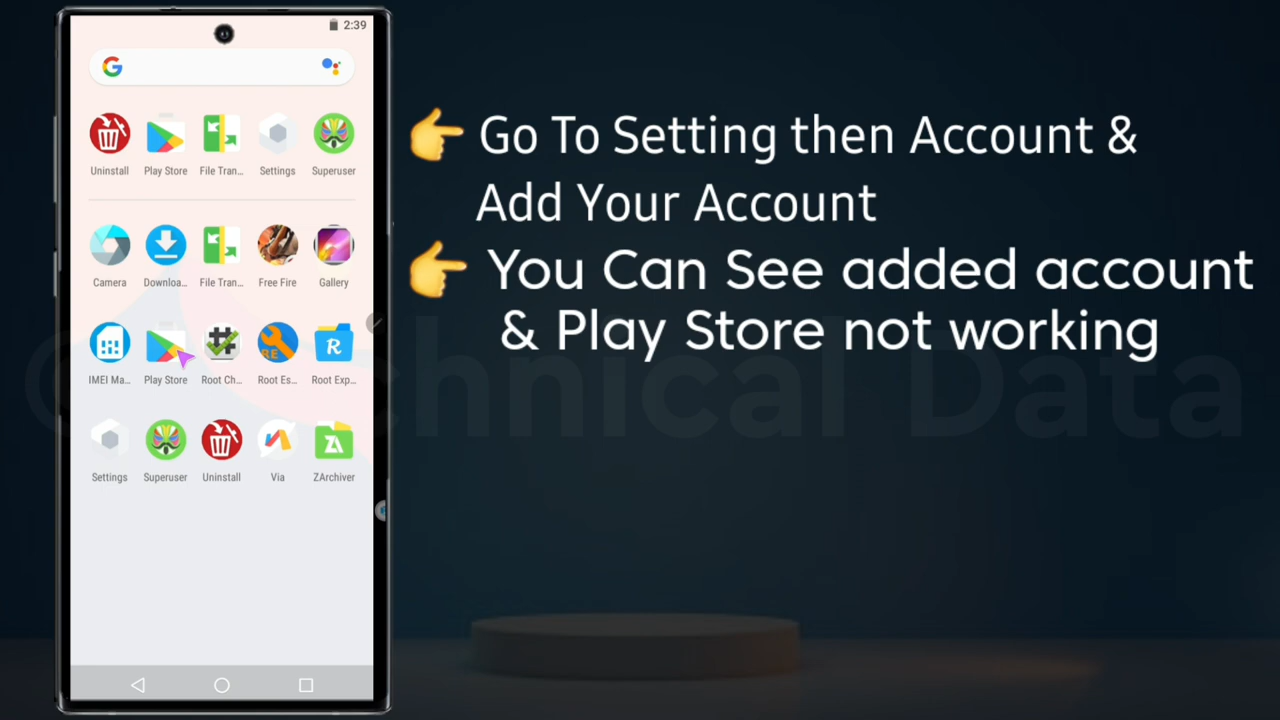 2:39
Uninstall Play Store File Tran... Settings Superuser
Camera Downloa... File Tran... Free Fire Gallery
IMEI Ma... Play Store Root Ch... Root Es... Root Exp...
Settings Superuser Uninstall Via ZArchiver
👉 Go To Setting then Account &
Add Your Account
👉 You Can See added account
& Play Store not working
© Technical Data